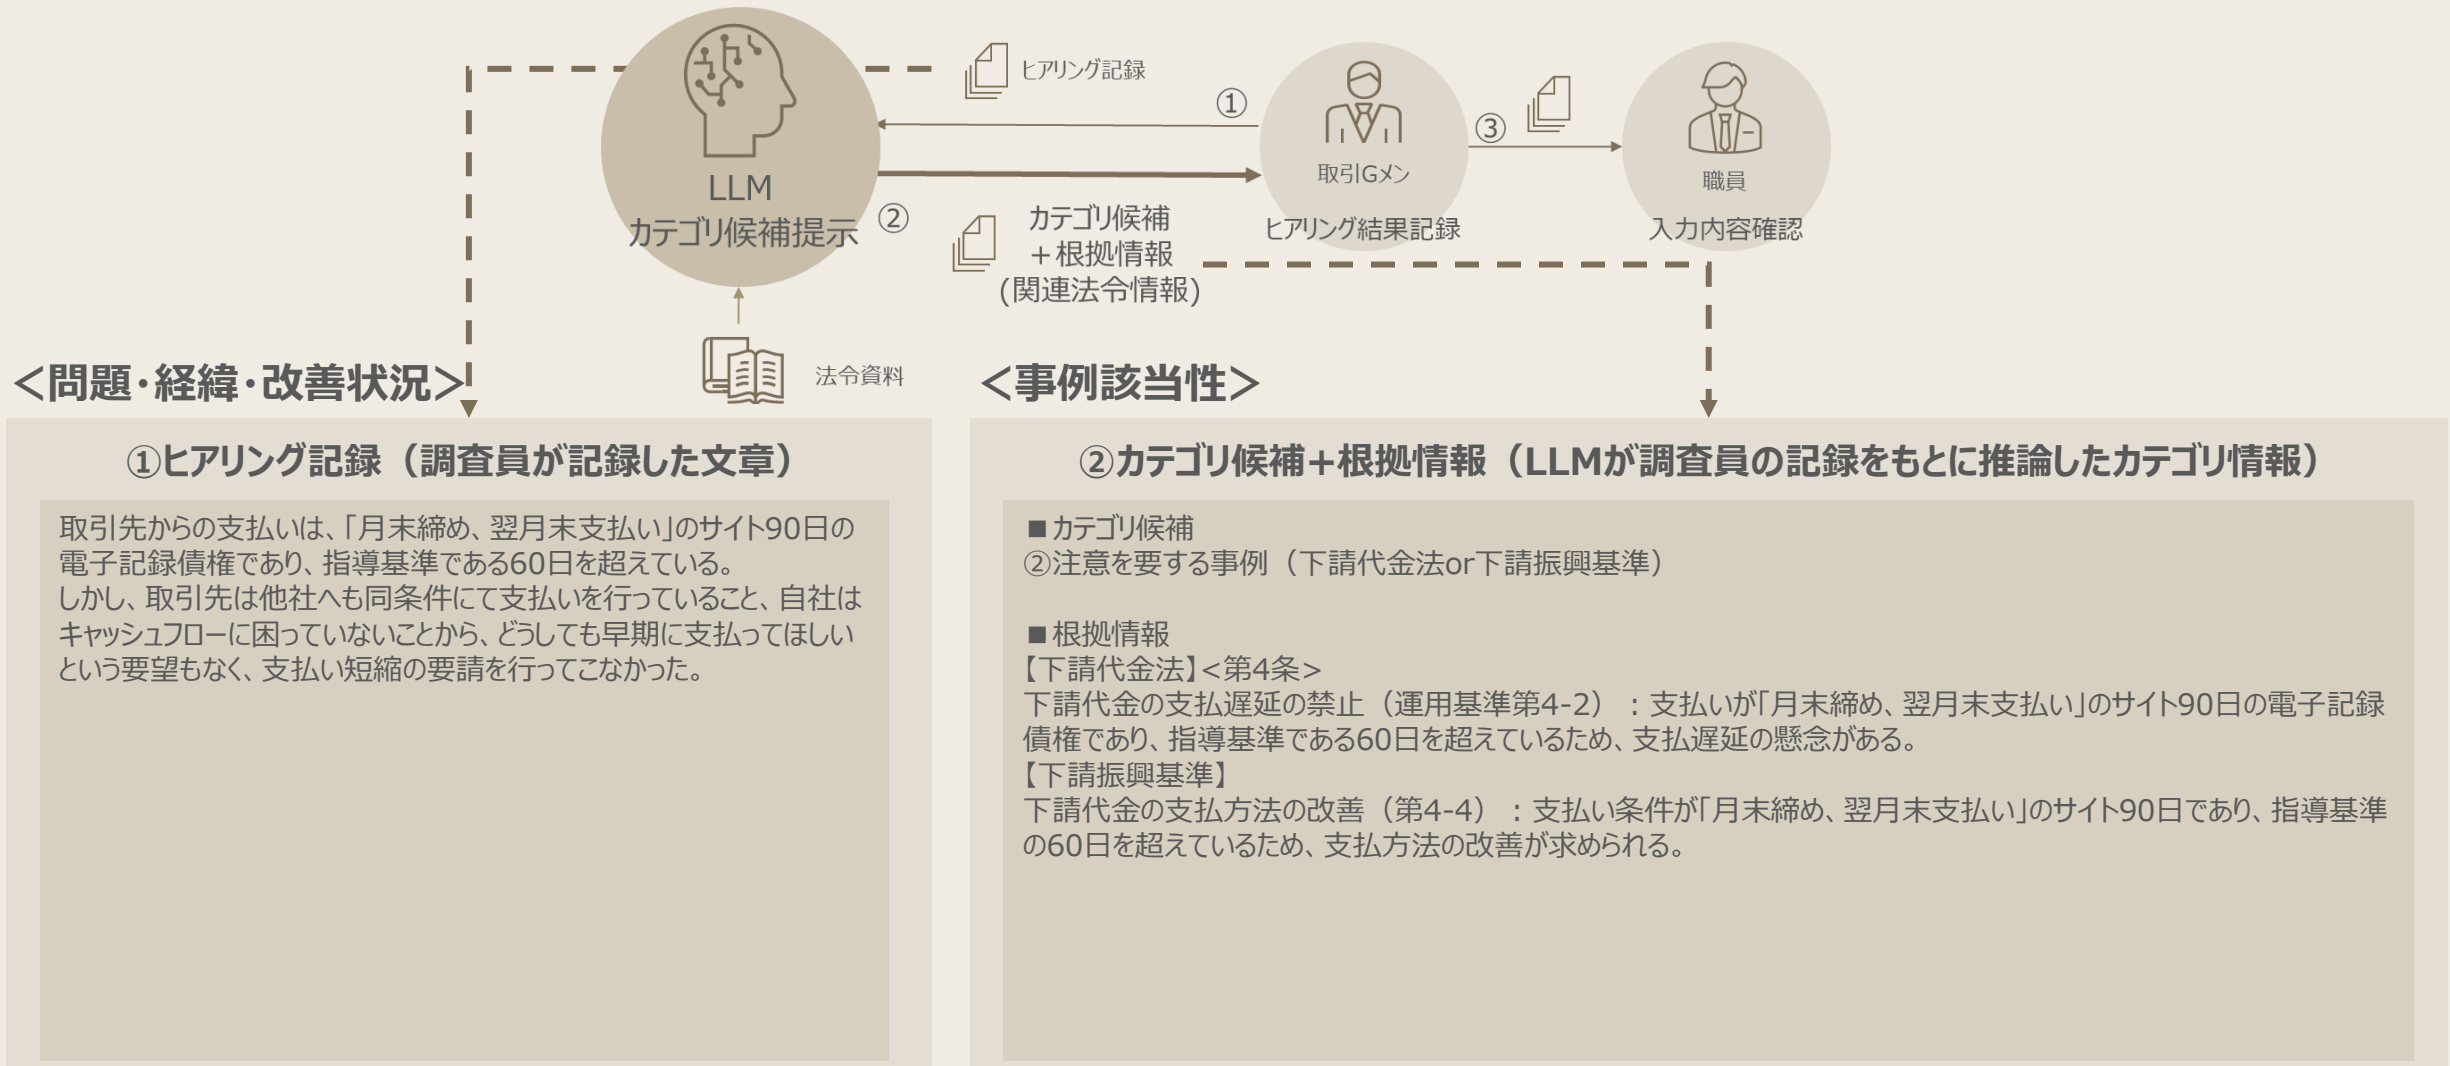 ヒアリング記録
①
③
取引Gメン
職員
LLM
カテゴリ候補提示
②
カテゴリ候補
+根拠情報
(関連法令情報)
ヒアリング結果記録
入力内容確認
法令資料
＜問題・経緯・改善状況＞
＜事例該当性＞
①ヒアリング記録（調査員が記録した文章）
取引先からの支払いは、「月末締め、翌月末支払い」のサイト90日の
電子記録債権であり、指導基準である60日を超えている。
しかし、取引先は他社へも同条件にて支払いを行っていること、自社は
キャッシュフローに困っていないことから、どうしても早期に支払ってほしい
という要望もなく、支払い短縮の要請を行ってこなかった。
②カテゴリ候補+根拠情報（LLMが調査員の記録をもとに推論したカテゴリ情報）
■カテゴリ候補
②注意を要する事例（下請代金法or下請振興基準）
■根拠情報
【下請代金法】<第4条>
下請代金の支払遅延の禁止（運用基準第4-2）：支払いが「月末締め、翌月末支払い」のサイト90日の電子記録
債権であり、指導基準である60日を超えているため、支払遅延の懸念がある。
【下請振興基準】
下請代金の支払方法の改善（第4-4）：支払い条件が「月末締め、翌月末支払い」のサイト90日であり、指導基準
の60日を超えているため、支払方法の改善が求められる。